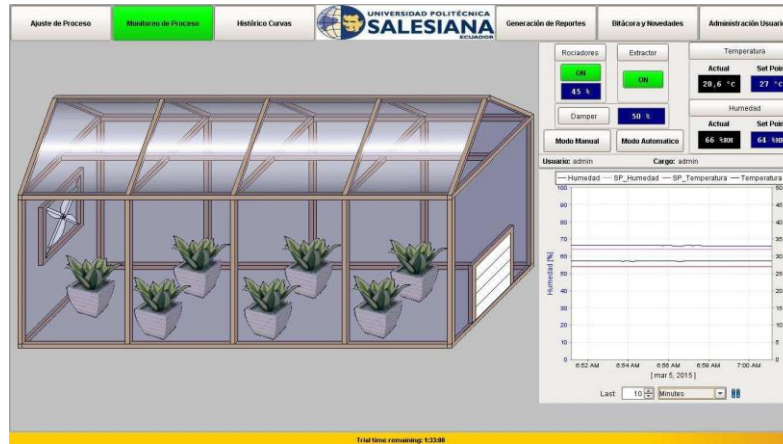 Ajuste de Proceso
Monitoreo de Proceso
Histórico Curvas
UNIVERSIDAD POLITÉCNICA
SALESIANA
ECUADOR
Generación de Reportes
Bitácora y Novedades
Administración Usuario
Rociadores
Extractor
Temperatura
ON
ON
Actual Set Poin
45 %
28,6 °C 27 °C
Damper
50 %
Humedad
Actual Set Poin
Modo Manual
Modo Automatico
66 %RH 64 %RH
Usuario: admin Cargo: admin
Humedad SP_Humedad SP_Temperatura Temperatura
100
90
80
70
60
50
40
30
20
10
0
Humedad [%]
50
45
40
35
30
25
20
15
10
5
0
6:52 AM 6:54 AM 6:56 AM 6:58 AM 7:00 AM
[mar 5, 2015]
Last 10 Minutes
Trial time remaining: 1:33:00